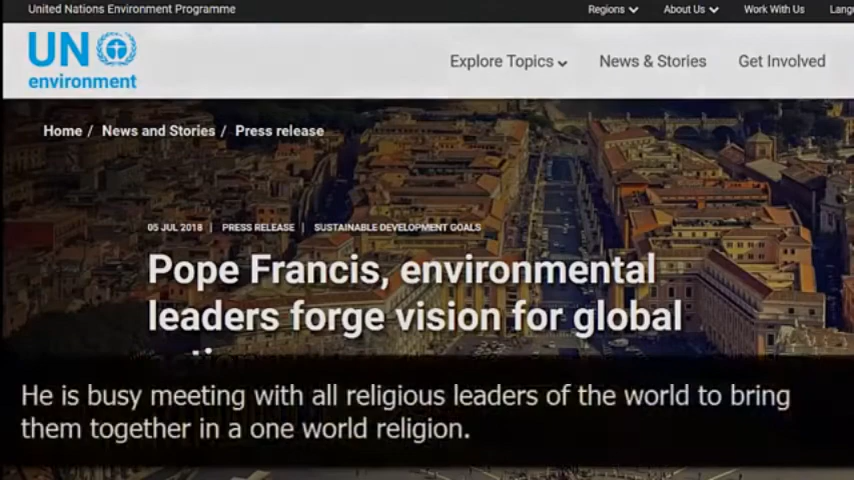 United Nations Environment Programme
Regions
About Us
Work With Us
UN
environment
Explore Topics
News & Stories
Get Involved
Home / News and Stories / Press release
05 JUL 2018 | PRESS RELEASE | SUSTAINABLE DEVELOPMENT GOALS
Pope Francis, environmental
leaders forge vision for global
He is busy meeting with all religious leaders of the world to bring
them together in a one world religion.